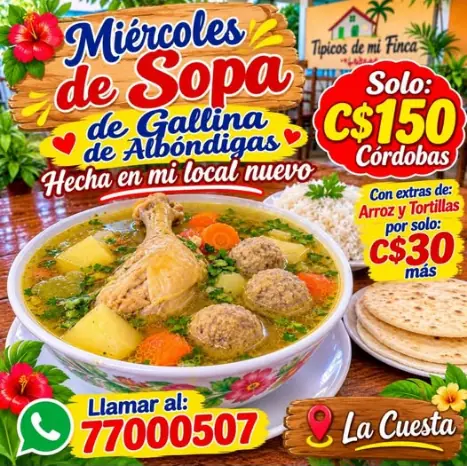 Miércoles
de Sopa
de Gallina
de Albóndigas
Hecha en mi local nuevo
Típicos de mi Finca
Solo:
C$150
Córdobas
Con extras de:
Arroz y Tortillas
por solo:
C$30
más
Llamar al:
77000507
La Cuesta